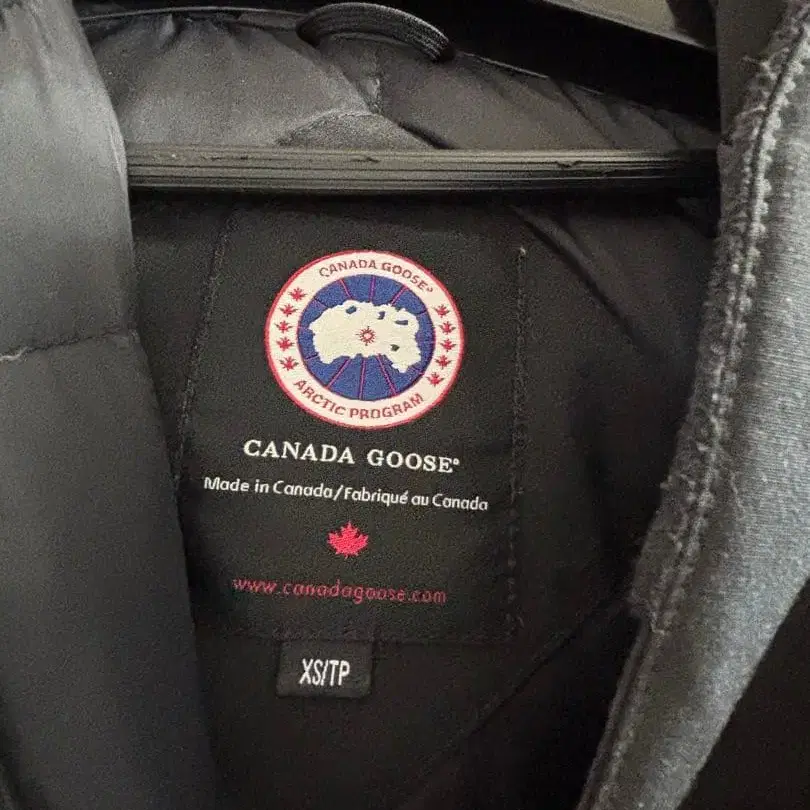 CANADA GOOSE®
ARCTIC PROGRAM
CANADA GOOSE®
Made in Canada/Fabriqué au Canada
www.canadagoose.com
XS/TP